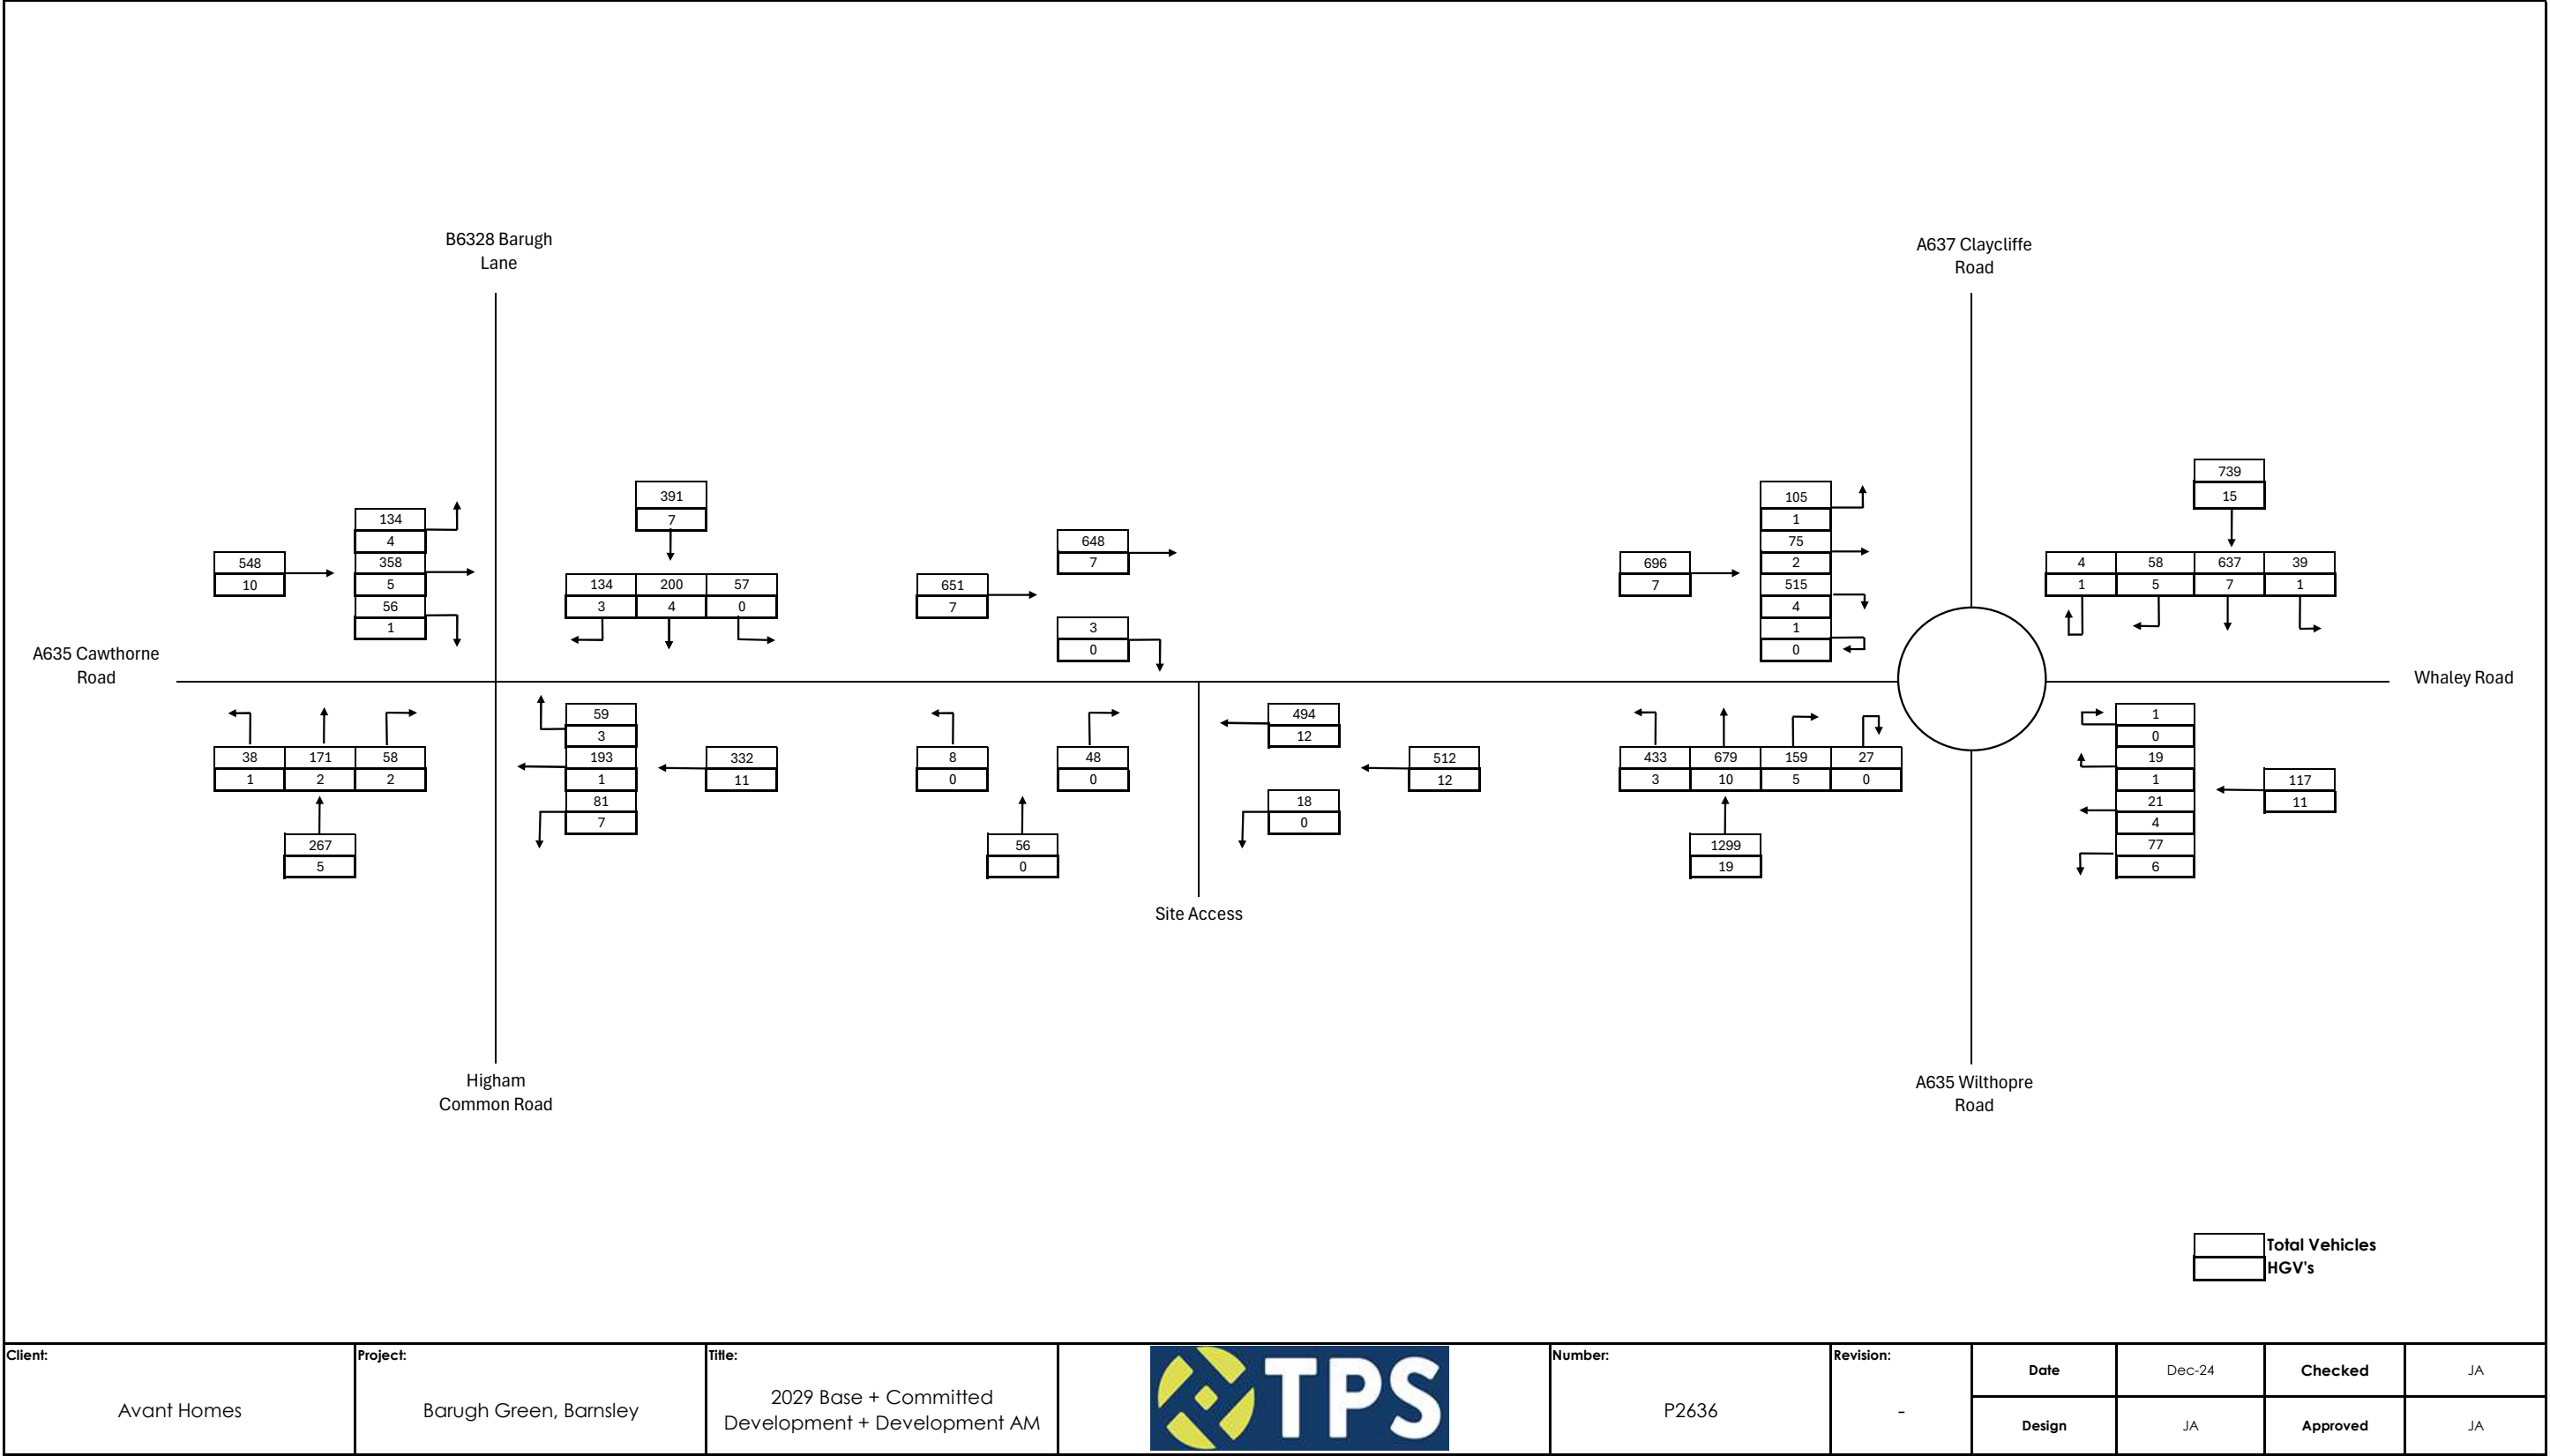 B6328 Barugh
Lane
A637 Claycliffe
Road
A635 Cawthorne
Road
Whaley Road
Site Access
Higham
Common Road
A635 Wilthopre
Road
548
10
134
4
358
5
56
1
391
7
134 200 57
3 4 0
651
7
648
7
3
0
696
7
105
1
75
2
515
4
1
0
739
15
4 58 637 39
1 5 7 1
38 171 58
1 2 2
267
5
59
3
193
1
81
7
332
11
8
0
48
0
56
0
494
12
18
0
512
12
433 679 159 27
3 10 5 0
1299
19
1
0
19
1
21
4
77
6
117
11
Total Vehicles
HGV's
Client:
Avant Homes
Project:
Barugh Green, Barnsley
Title:
2029 Base + Committed
Development + Development AM
TPS
Number:
P2636
Revision:
-
Date Dec-24 Checked JA
Design JA Approved JA